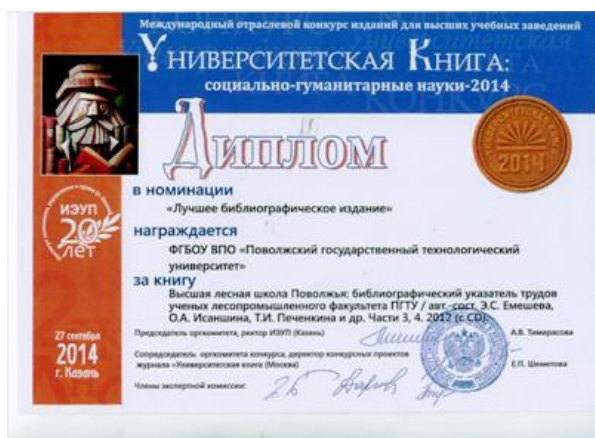 Международный отраслевой конкурс изданий для высших учебных заведений
УНИВЕРСИТЕТСКАЯ КНИГА:
социально-гуманитарные науки-2014
ДИПЛОМ
УНИВЕРСИТЕТСКАЯ КНИГА
2014
в номинации
«Лучшее библиографическое издание»
награждается
ФГБОУ ВПО «Поволжский государственный технологический
университет»
за книгу
Высшая лесная школа Поволжья: библиографический указатель трудов
ученых лесопромышленного факультета ПГТУ / авт.-сост. Э.С. Емешева,
О.А. Исаншина, Т.И. Печенкина и др. Части 3, 4. 2012 (с CD).
ИЭУП
20
лет
27 сентября
2014
г. Казань
Председатель оргкомитета, ректор ИЭУП (Казань)
А.В. Тимирясова
Сопредседатель оргкомитета конкурса, директор конкурсных проектов
журнала «Университетская книга» (Москва)
Е.П. Шеметова
Члены экспертной комиссии: